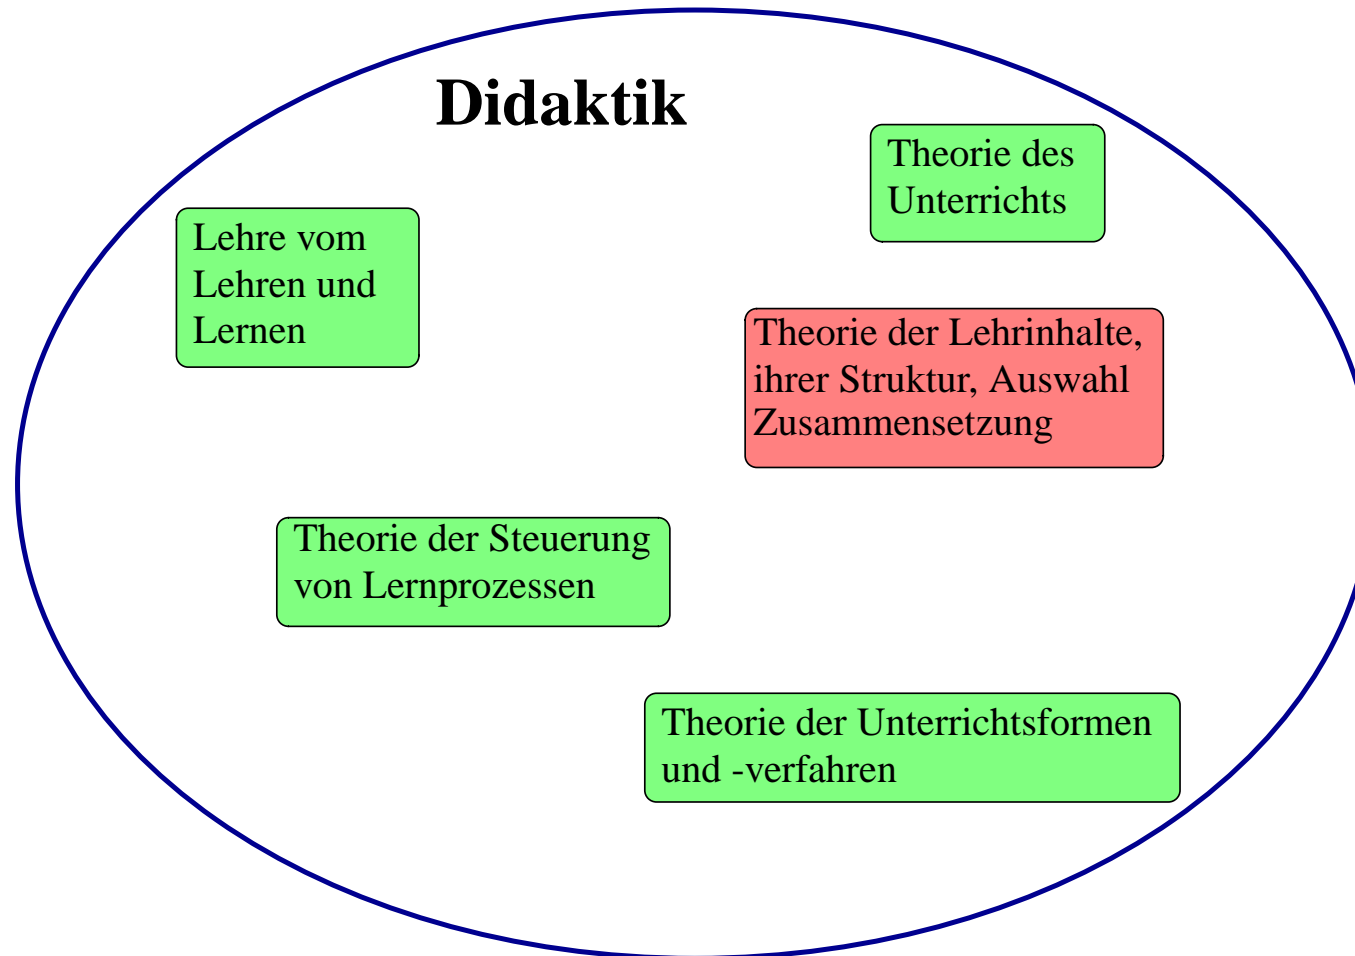 Didaktik
Theorie des
Unterrichts
Lehre vom
Lehren und
Lernen
Theorie der Lehrinhalte,
ihrer Struktur, Auswahl
Zusammensetzung
Theorie der Steuerung
von Lernprozessen
Theorie der Unterrichtsformen
und -verfahren